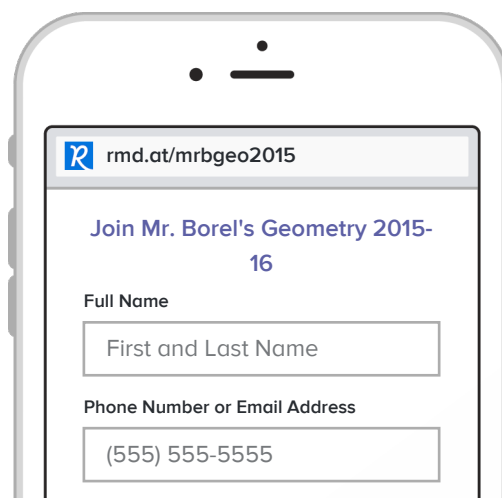 rmd.at/mrbgeo2015
Join Mr. Borel's Geometry 2015-
16
Full Name
First and Last Name
Phone Number or Email Address
(555) 555-5555